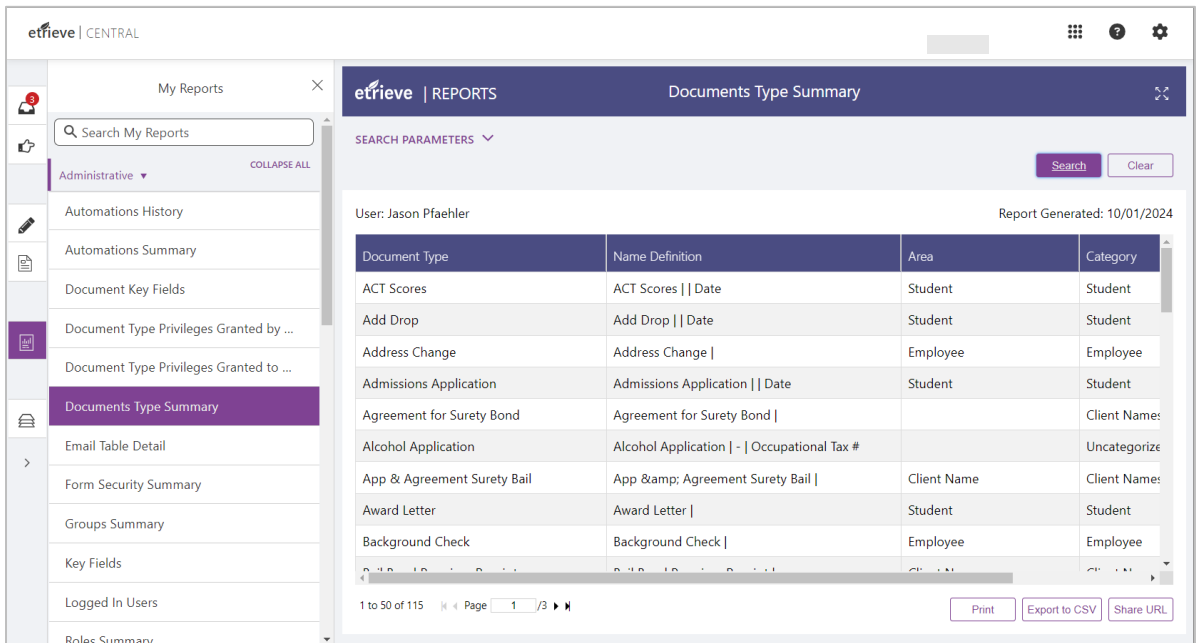 etrieve | CENTRAL
My Reports
3
Search My Reports
COLLAPSE ALL
Administrative
Automations History
Automations Summary
Document Key Fields
Document Type Privileges Granted by ...
Document Type Privileges Granted to ...
Documents Type Summary
Email Table Detail
Form Security Summary
Groups Summary
Key Fields
Logged In Users
Roles Summary
etrieve | REPORTS
Documents Type Summary
SEARCH PARAMETERS
Search Clear
User: Jason Pfaehler Report Generated: 10/01/2024
Document Type Name Definition Area Category
ACT Scores ACT Scores | | Date Student Student
Add Drop Add Drop | | Date Student Student
Address Change Address Change | Employee Employee
Admissions Application Admissions Application | | Date Student Student
Agreement for Surety Bond Agreement for Surety Bond | Client Names
Alcohol Application Alcohol Application | - | Occupational Tax # Uncategorize
App & Agreement Surety Bail App &amp; Agreement Surety Bail | Client Name Client Names
Award Letter Award Letter | Student Student
Background Check Background Check | Employee Employee
1 to 50 of 115 Page 1 /3
Print Export to CSV Share URL